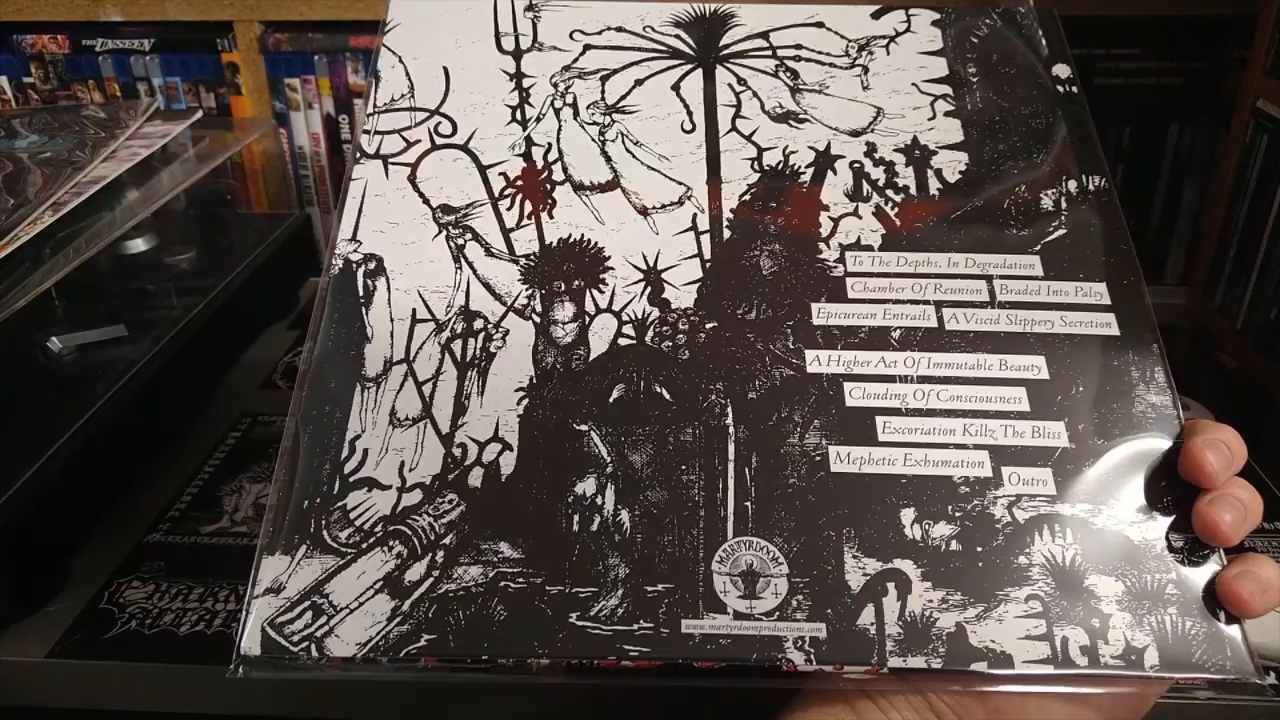 THE UNSEEN
To The Depths, In Degradation
Chamber Of Reunion Braded Into Palsy
Epicurean Entrails A Viscid Slippery Secretion
A Higher Act Of Immutable Beauty
Clouding Of Consciousness
Excoriation Killz The Bliss
Mephetic Exhumation
Outro
MARTYRDOOM
www.martyrdoomproductions.com